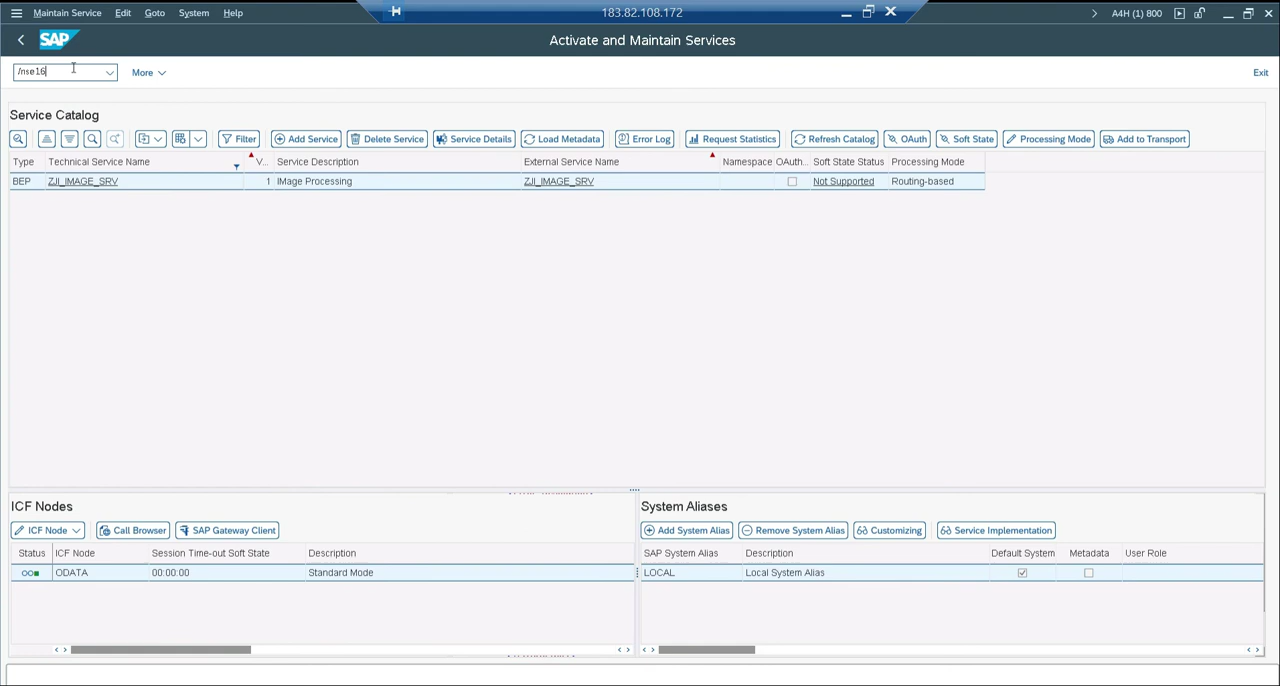 Maintain Service Edit Goto System Help 183.82.108.172 A4H (1) 800
SAP Activate and Maintain Services
/nse16 More Exit
Service Catalog
Filter Add Service Delete Service Service Details Load Metadata Error Log Request Statistics Refresh Catalog OAuth Soft State Processing Mode Add to Transport
Type Technical Service Name V... Service Description External Service Name Namespace OAuth... Soft State Status Processing Mode
BEP ZJI_IMAGE_SRV 1 IMage Processing ZJI_IMAGE_SRV Not Supported Routing-based
ICF Nodes System Aliases
ICF Node Call Browser SAP Gateway Client Add System Alias Remove System Alias Customizing Service Implementation
Status ICF Node Session Time-out Soft State Description SAP System Alias Description Default System Metadata User Role
ODATA 00:00:00 Standard Mode LOCAL Local System Alias